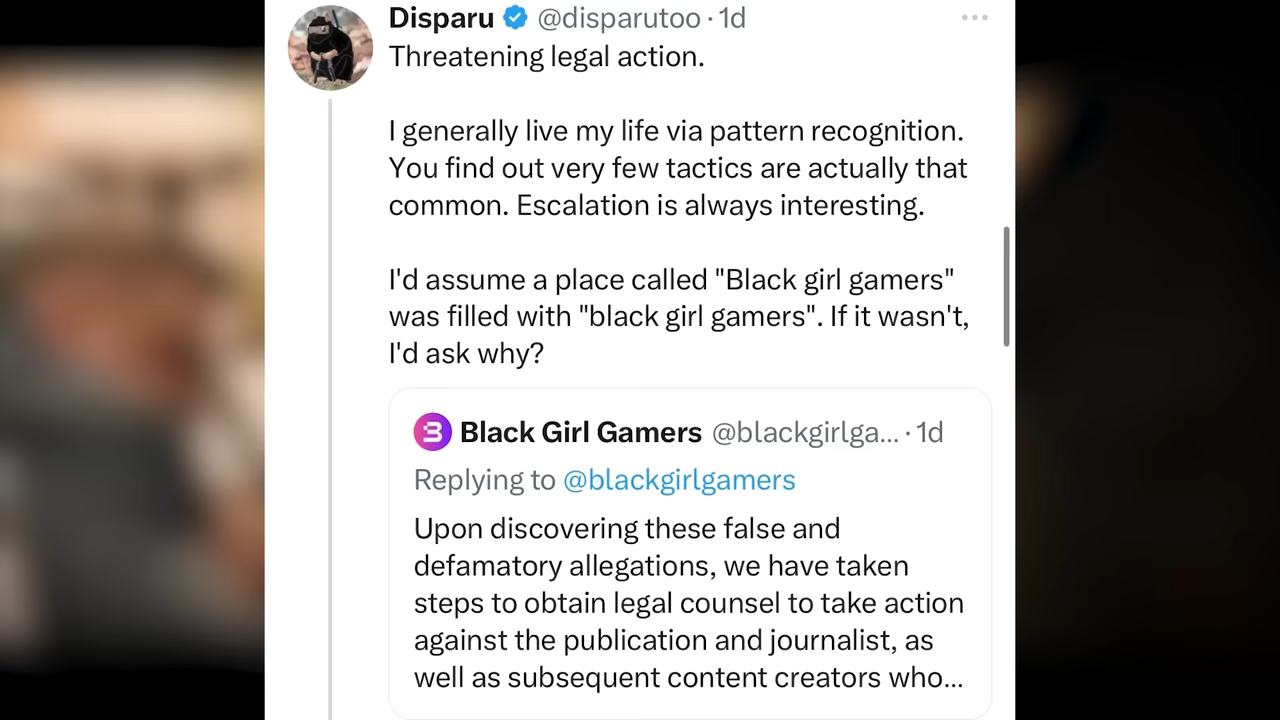 Disparu @disparutoo · 1d
Threatening legal action.
I generally live my life via pattern recognition.
You find out very few tactics are actually that
common. Escalation is always interesting.
I'd assume a place called "Black girl gamers"
was filled with "black girl gamers". If it wasn't,
I'd ask why?
Black Girl Gamers @blackgirlga... · 1d
Replying to @blackgirlgamers
Upon discovering these false and
defamatory allegations, we have taken
steps to obtain legal counsel to take action
against the publication and journalist, as
well as subsequent content creators who...